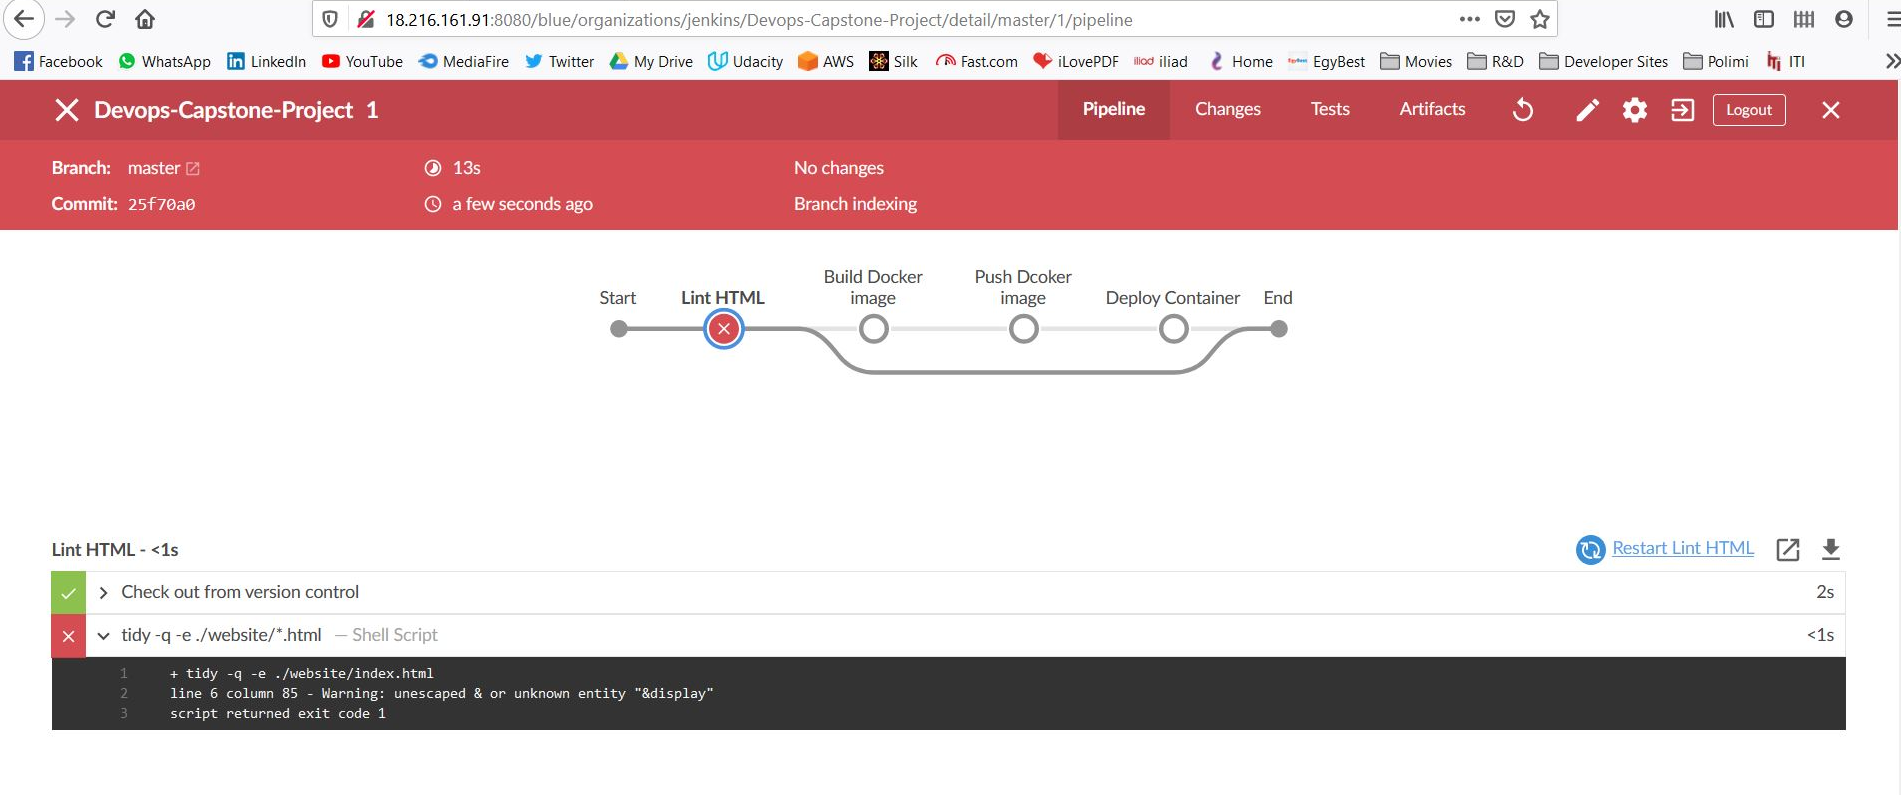 18.216.161.91:8080/blue/organizations/jenkins/Devops-Capstone-Project/detail/master/1/pipeline
Facebook WhatsApp LinkedIn YouTube MediaFire Twitter My Drive Udacity AWS Silk Fast.com iLovePDF iliad iliad Home EgyBest EgyBest Movies R&D Developer Sites Polimi ITI
Devops-Capstone-Project 1 Pipeline Changes Tests Artifacts Logout
Branch: master 13s No changes
Commit: 25f70a0 a few seconds ago Branch indexing
Build Docker Push Dcoker
Start Lint HTML image image Deploy Container End
Lint HTML - <1s Restart Lint HTML
Check out from version control 2s
tidy -q -e ./website/*.html — Shell Script <1s
1 + tidy -q -e ./website/index.html
2 line 6 column 85 - Warning: unescaped & or unknown entity "&display"
3 script returned exit code 1